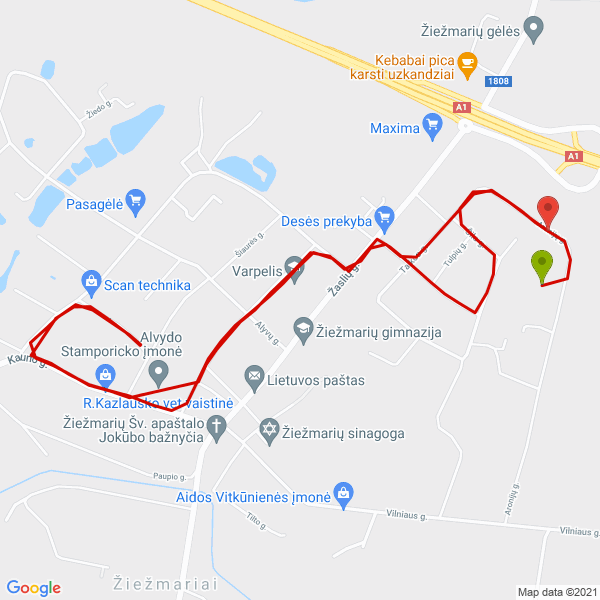 Žiežmarių gėlės
Kebabai pica
karsti uzkandziai
1808
A1
Žiedo g.
Maxima
A1
Pasagėlė
Desės prekyba
Šiaurės g.
Tulpių g.
Varpelis
Žaslių g.
Scan technika
Alyvų g.
Žiežmarių gimnazija
Alvydo
Stamporicko įmonė
Kauno g.
Lietuvos paštas
R.Kazlausko vet.vaistinė
Žiežmarių Šv. apaštalo
Jokūbo bažnyčia
Žiežmarių sinagoga
Paupio g.
Aidos Vitkūnienės įmonė
Aronijų g.
Vilniaus g.
Tilto g.
Vilniaus g.
Žiežmariai
Google
Map data ©2021